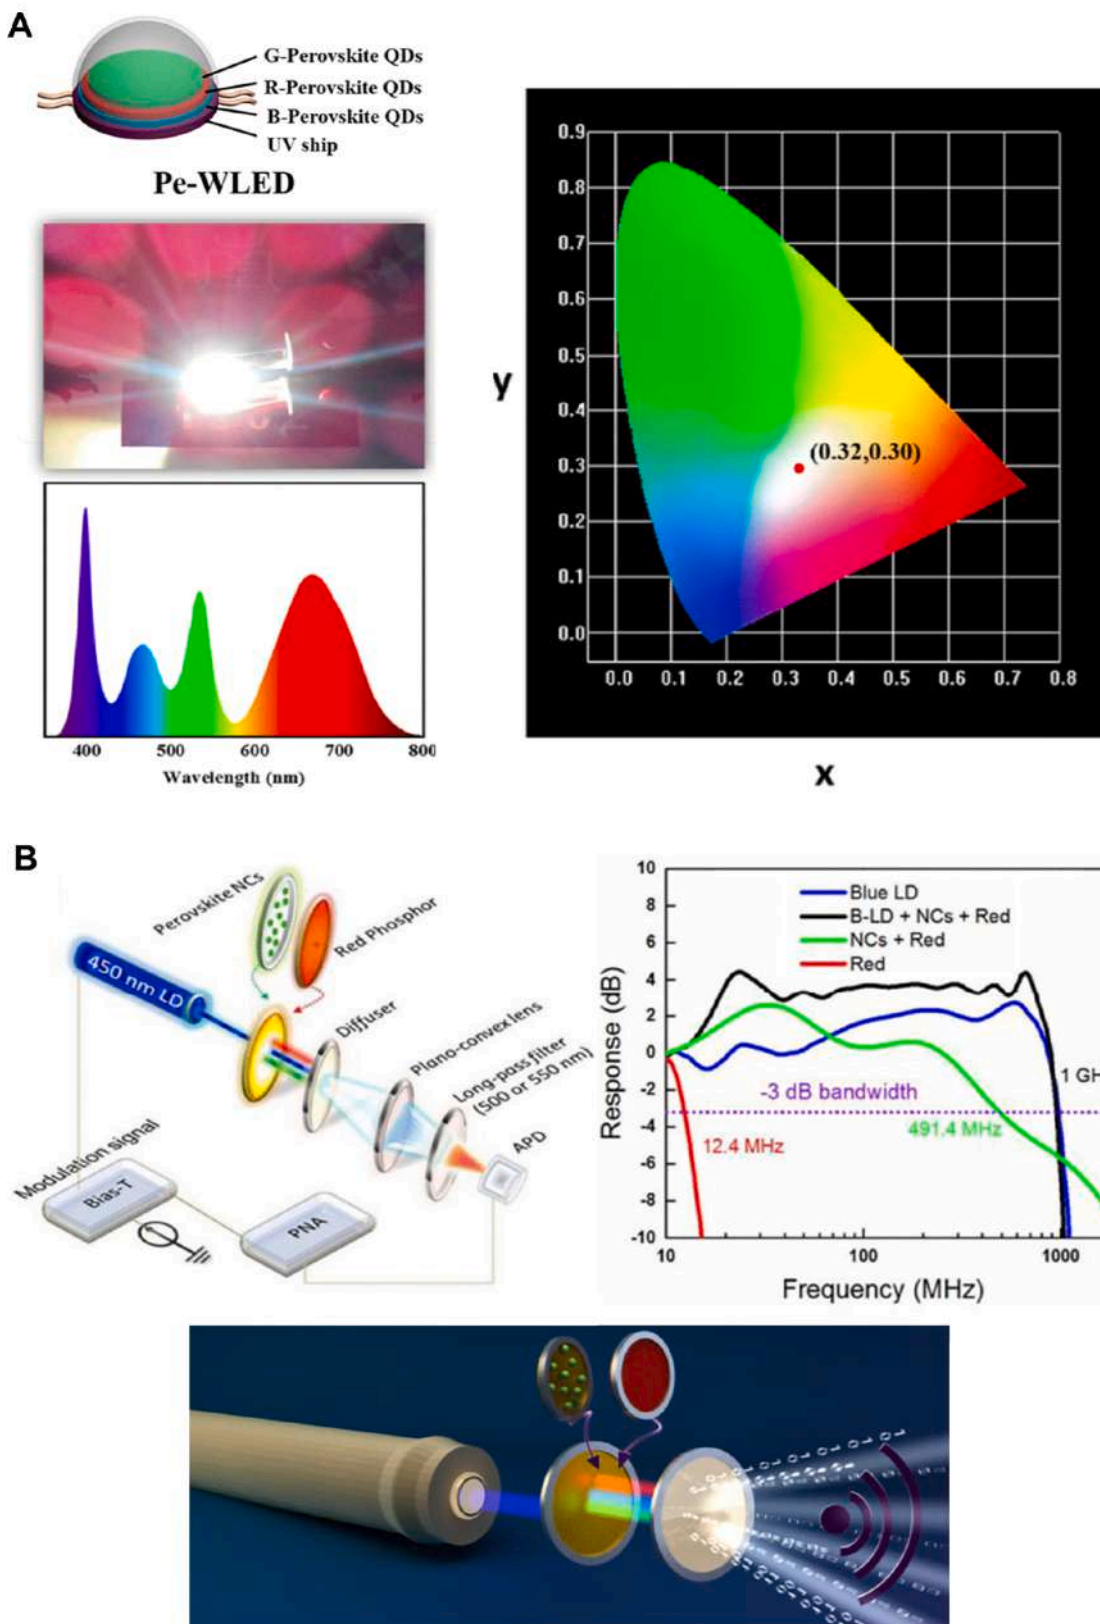 A
G-Perovskite QDs
R-Perovskite QDs
B-Perovskite QDs
UV ship
Pe-WLED
400 500 600 700 800
Wavelength (nm)
0.9
0.8
0.7
0.6
0.5
0.4
0.3
0.2
0.1
0.0
y
(0.32,0.30)
0.0 0.1 0.2 0.3 0.4 0.5 0.6 0.7 0.8
x
B
Perovskite NCs
Red Phosphor
450 nm LD
Diffuser
Plano-convex lens
Long-pass filter
(500 or 550 nm)
APD
Modulation signal
Bias-T
PNA
10
8
6
4
2
0
-2
-4
-6
-8
-10
Response (dB)
Blue LD
B-LD + NCs + Red
NCs + Red
Red
-3 dB bandwidth
1 GH
12.4 MHz
491.4 MHz
10 100 1000
Frequency (MHz)